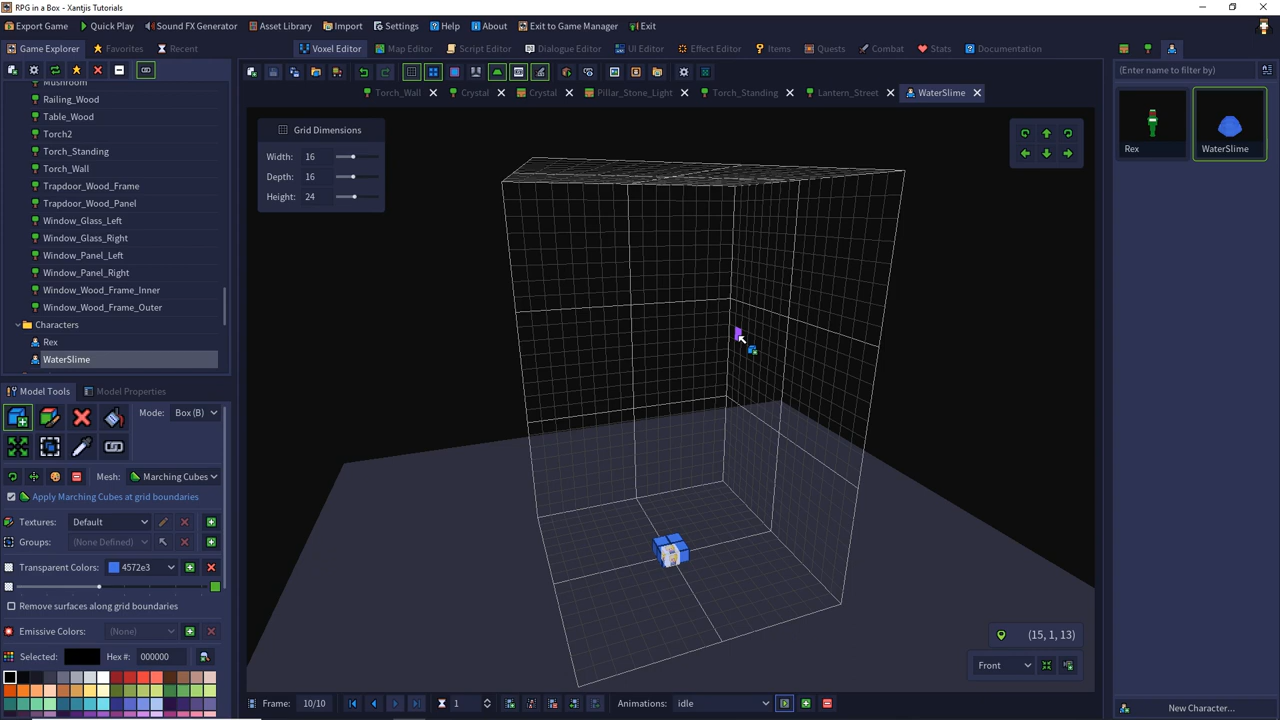 RPG in a Box - Xantjis Tutorials
Export Game Quick Play Sound FX Generator Asset Library Import Settings Help About Exit to Game Manager Exit
Game Explorer Favorites Recent Voxel Editor Map Editor Script Editor Dialogue Editor UI Editor Effect Editor Items Quests Combat Stats Documentation
(Enter name to filter by)
Torch_Wall Crystal Crystal Pillar_Stone_Light Torch_Standing Lantern_Street WaterSlime
Mushroom
Railing_Wood
Table_Wood
Torch2
Torch_Standing
Torch_Wall
Trapdoor_Wood_Frame
Trapdoor_Wood_Panel
Window_Glass_Left
Window_Glass_Right
Window_Panel_Left
Window_Panel_Right
Window_Wood_Frame_Inner
Window_Wood_Frame_Outer
Characters
Rex
WaterSlime
Grid Dimensions
Width: 16
Depth: 16
Height: 24
Rex WaterSlime
Model Tools Model Properties
Mode: Box (B)
Mesh: Marching Cubes
Apply Marching Cubes at grid boundaries
Textures: Default
Groups: (None Defined)
Transparent Colors: 4572e3
Remove surfaces along grid boundaries
Emissive Colors: (None)
Selected: Hex #: 000000
(15, 1, 13)
Front
Frame: 10/10 1 Animations: idle
New Character...